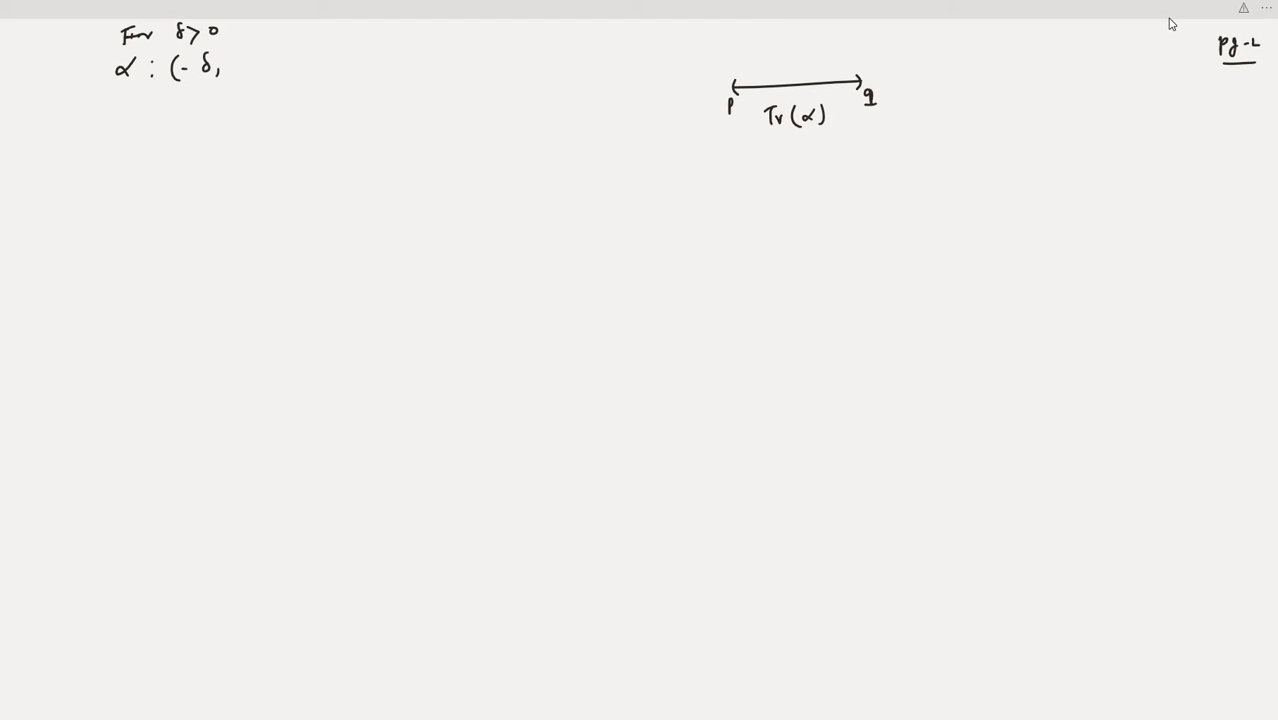 For δ > 0
α : (- δ,
pg-2
p q
Tr(α)